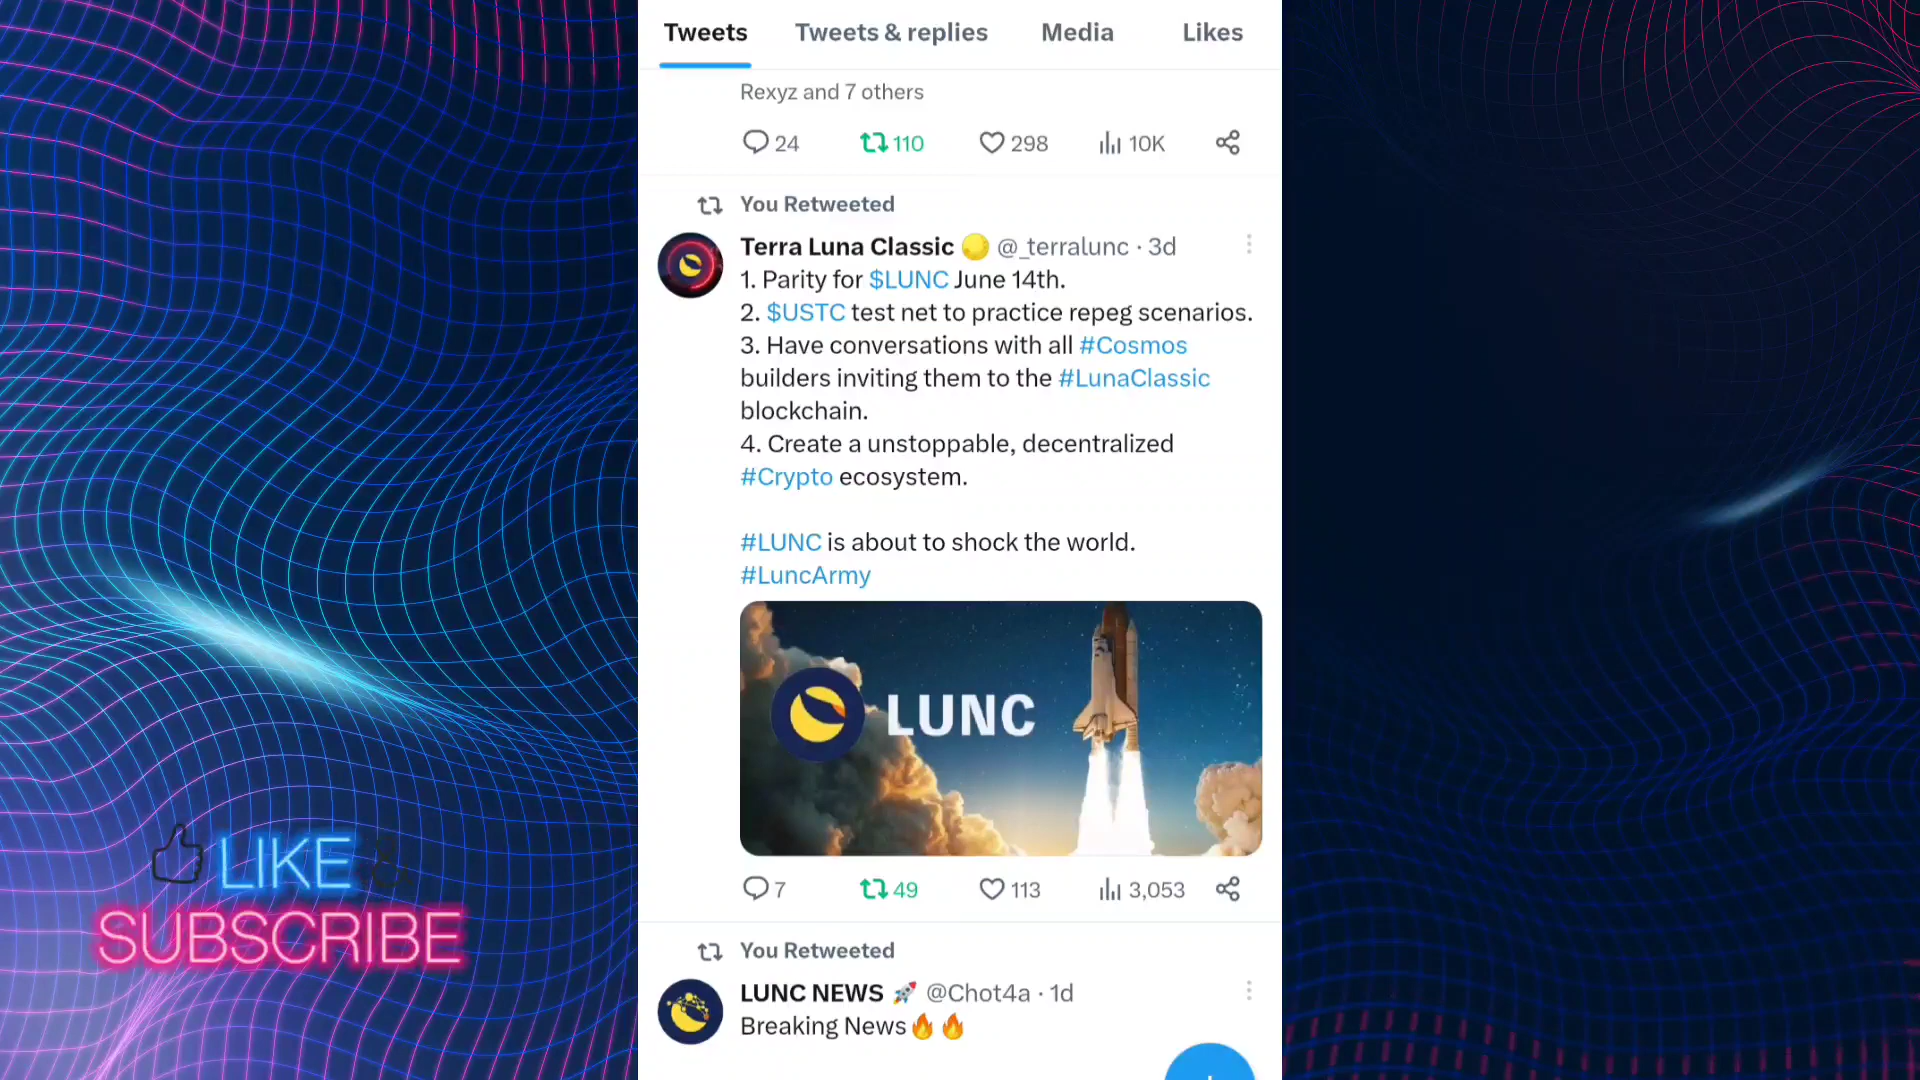 Tweets Tweets & replies Media Likes
Rexyz and 7 others
24 110 298 10K
You Retweeted
Terra Luna Classic @_terralunc · 3d
1. Parity for $LUNC June 14th.
2. $USTC test net to practice repeg scenarios.
3. Have conversations with all #Cosmos
builders inviting them to the #LunaClassic
blockchain.
4. Create a unstoppable, decentralized
#Crypto ecosystem.
#LUNC is about to shock the world.
#LuncArmy
LUNC
7 49 113 3,053
You Retweeted
LUNC NEWS 🚀 @Chot4a · 1d
Breaking News🔥🔥
LIKE
SUBSCRIBE